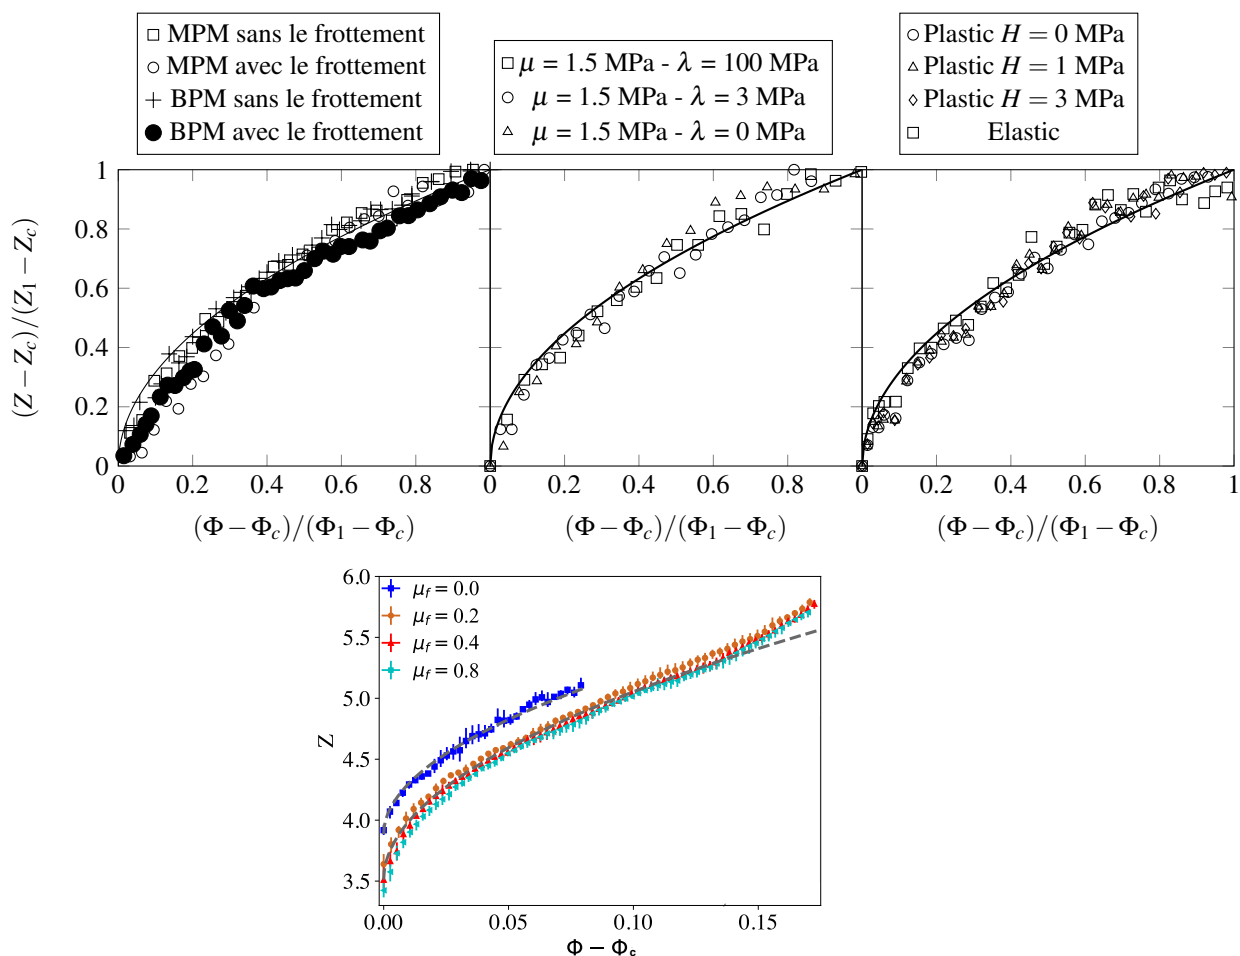 MPM sans le frottement
MPM avec le frottement
BPM sans le frottement
BPM avec le frottement
μ = 1.5 MPa - λ = 100 MPa
μ = 1.5 MPa - λ = 3 MPa
μ = 1.5 MPa - λ = 0 MPa
Plastic H = 0 MPa
Plastic H = 1 MPa
Plastic H = 3 MPa
Elastic
(Z − Z_c)/(Z_1 − Z_c)
1
0.8
0.6
0.4
0.2
0
0 0.2 0.4 0.6 0.8
0 0.2 0.4 0.6 0.8
0 0.2 0.4 0.6 0.8 1
(Φ − Φ_c)/(Φ_1 − Φ_c)
(Φ − Φ_c)/(Φ_1 − Φ_c)
(Φ − Φ_c)/(Φ_1 − Φ_c)
μ_f = 0.0
μ_f = 0.2
μ_f = 0.4
μ_f = 0.8
Z
6.0
5.5
5.0
4.5
4.0
3.5
0.00 0.05 0.10 0.15
Φ − Φ_c